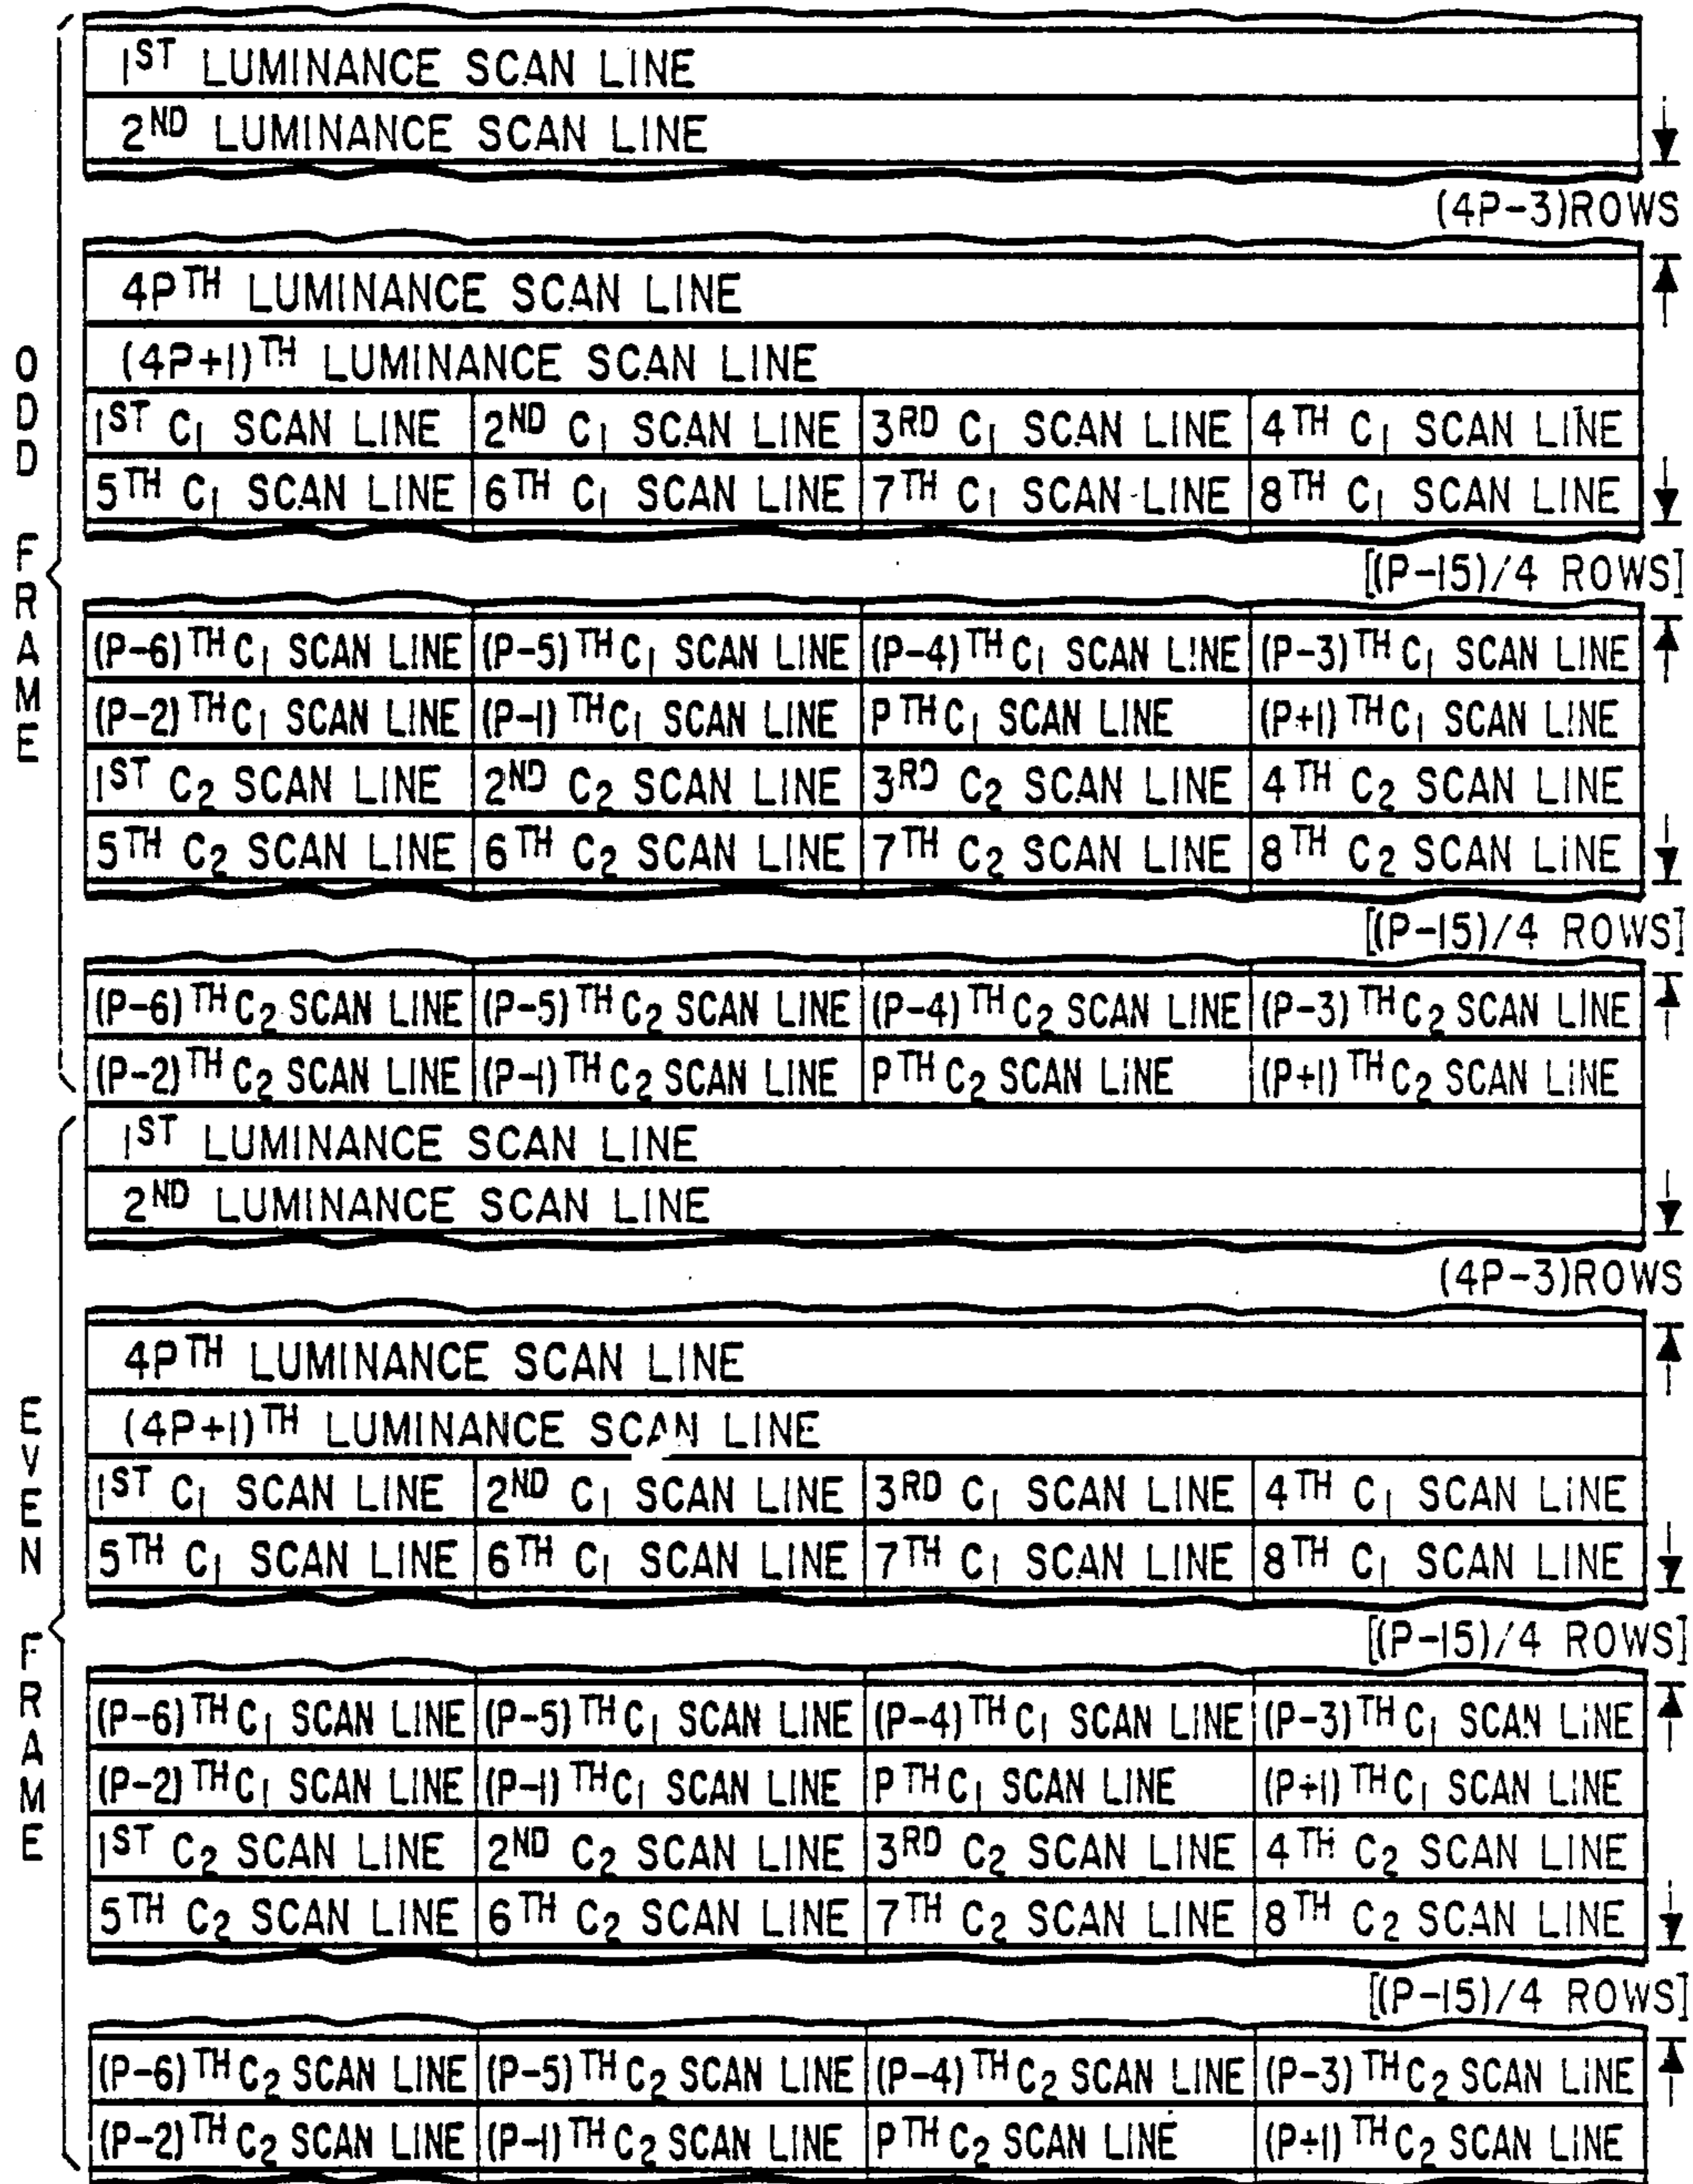 1ST LUMINANCE SCAN LINE
2ND LUMINANCE SCAN LINE
(4P-3)ROWS
4PTH LUMINANCE SCAN LINE
(4P+1)TH LUMINANCE SCAN LINE
1ST C1 SCAN LINE 2ND C1 SCAN LINE 3RD C1 SCAN LINE 4TH C1 SCAN LINE
5TH C1 SCAN LINE 6TH C1 SCAN LINE 7TH C1 SCAN LINE 8TH C1 SCAN LINE
[(P-15)/4 ROWS]
(P-6)TH C1 SCAN LINE (P-5)TH C1 SCAN LINE (P-4)TH C1 SCAN LINE (P-3)TH C1 SCAN LINE
(P-2)TH C1 SCAN LINE (P-1)TH C1 SCAN LINE PTH C1 SCAN LINE (P+1)TH C1 SCAN LINE
1ST C2 SCAN LINE 2ND C2 SCAN LINE 3RD C2 SCAN LINE 4TH C2 SCAN LINE
5TH C2 SCAN LINE 6TH C2 SCAN LINE 7TH C2 SCAN LINE 8TH C2 SCAN LINE
[(P-15)/4 ROWS]
(P-6)TH C2 SCAN LINE (P-5)TH C2 SCAN LINE (P-4)TH C2 SCAN LINE (P-3)TH C2 SCAN LINE
(P-2)TH C2 SCAN LINE (P-1)TH C2 SCAN LINE PTH C2 SCAN LINE (P+1)TH C2 SCAN LINE
ODD FRAME
1ST LUMINANCE SCAN LINE
2ND LUMINANCE SCAN LINE
(4P-3)ROWS
4PTH LUMINANCE SCAN LINE
(4P+1)TH LUMINANCE SCAN LINE
1ST C1 SCAN LINE 2ND C1 SCAN LINE 3RD C1 SCAN LINE 4TH C1 SCAN LINE
5TH C1 SCAN LINE 6TH C1 SCAN LINE 7TH C1 SCAN LINE 8TH C1 SCAN LINE
[(P-15)/4 ROWS]
(P-6)TH C1 SCAN LINE (P-5)TH C1 SCAN LINE (P-4)TH C1 SCAN LINE (P-3)TH C1 SCAN LINE
(P-2)TH C1 SCAN LINE (P-1)TH C1 SCAN LINE PTH C1 SCAN LINE (P+1)TH C1 SCAN LINE
1ST C2 SCAN LINE 2ND C2 SCAN LINE 3RD C2 SCAN LINE 4TH C2 SCAN LINE
5TH C2 SCAN LINE 6TH C2 SCAN LINE 7TH C2 SCAN LINE 8TH C2 SCAN LINE
[(P-15)/4 ROWS]
(P-6)TH C2 SCAN LINE (P-5)TH C2 SCAN LINE (P-4)TH C2 SCAN LINE (P-3)TH C2 SCAN LINE
(P-2)TH C2 SCAN LINE (P-1)TH C2 SCAN LINE PTH C2 SCAN LINE (P+1)TH C2 SCAN LINE
EVEN FRAME